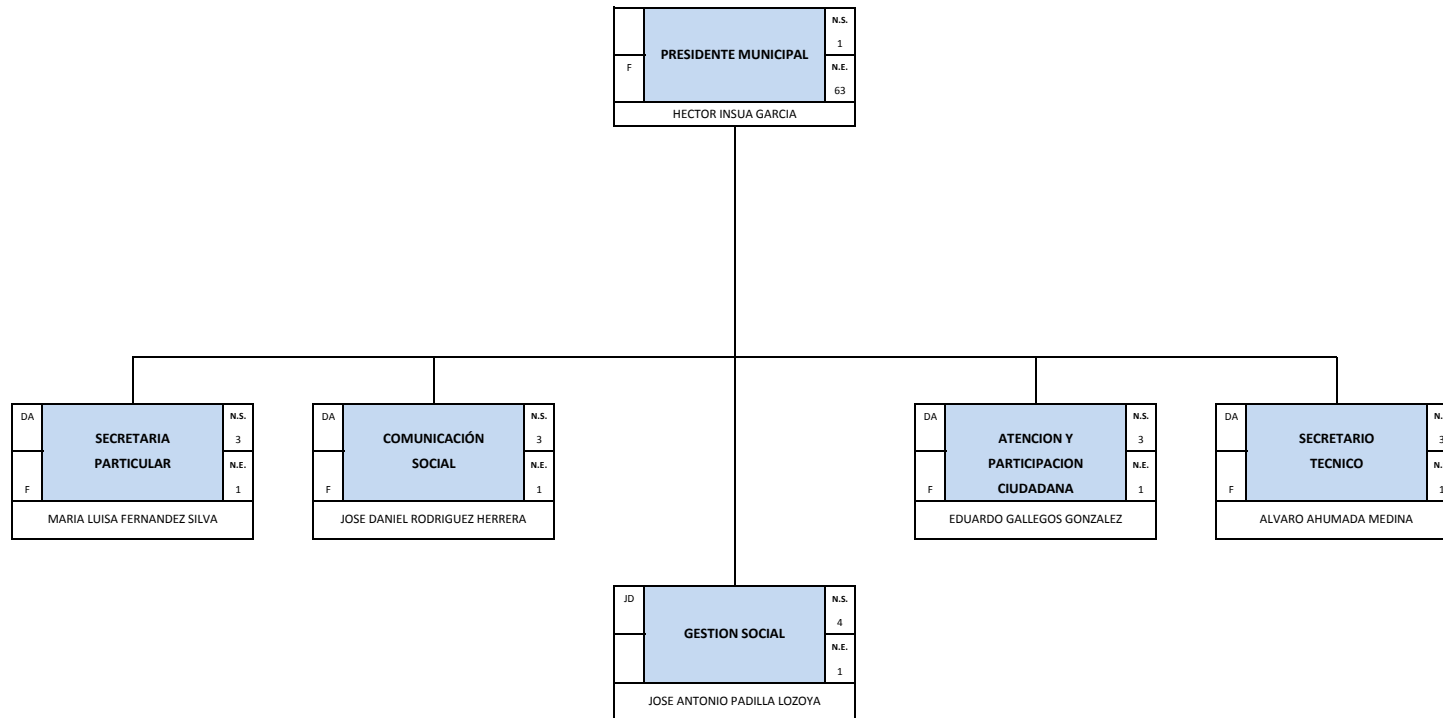 N.S.
1
PRESIDENTE MUNICIPAL
F
N.E.
63
HECTOR INSUA GARCIA
DA
N.S.
3
SECRETARIA
PARTICULAR
N.E.
F
1
MARIA LUISA FERNANDEZ SILVA
DA
N.S.
3
COMUNICACIÓN
SOCIAL
N.E.
F
1
JOSE DANIEL RODRIGUEZ HERRERA
DA
N.S.
3
ATENCION Y
PARTICIPACION
CIUDADANA
N.E.
F
1
EDUARDO GALLEGOS GONZALEZ
DA
N.
3
SECRETARIO
TECNICO
N.
F
1
ALVARO AHUMADA MEDINA
JD
N.S.
4
GESTION SOCIAL
N.E.
1
JOSE ANTONIO PADILLA LOZOYA